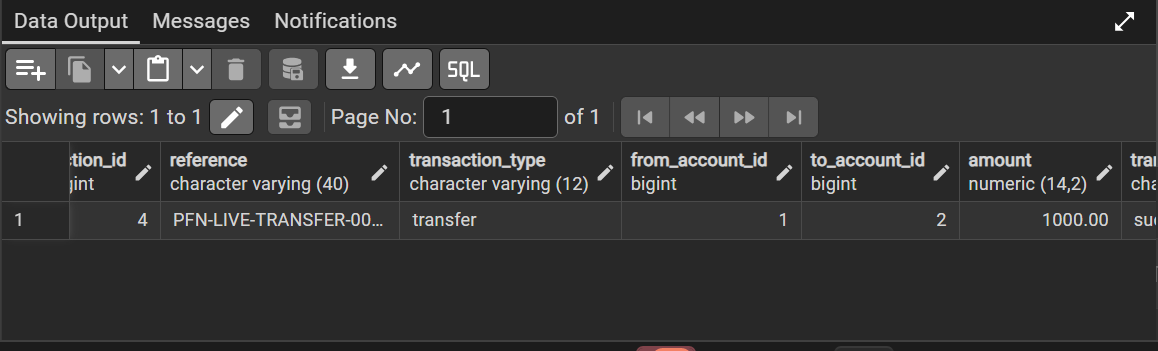 Data Output Messages Notifications
SQL
Showing rows: 1 to 1 Page No: 1 of 1
tion_id reference transaction_type from_account_id to_account_id amount
character varying (40) character varying (12) bigint bigint numeric (14,2)
1 4 PFN-LIVE-TRANSFER-00... transfer 1 2 1000.00